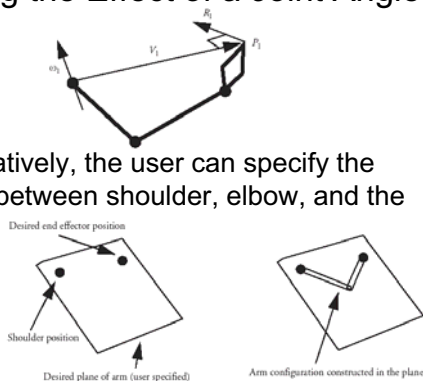 g the Effect of a Joint Angle
R₁
V₁
P₁
ω₁
atively, the user can specify the
between shoulder, elbow, and the
Desired end effector position
Shoulder position
Desired plane of arm (user specified)
Arm configuration constructed in the plane